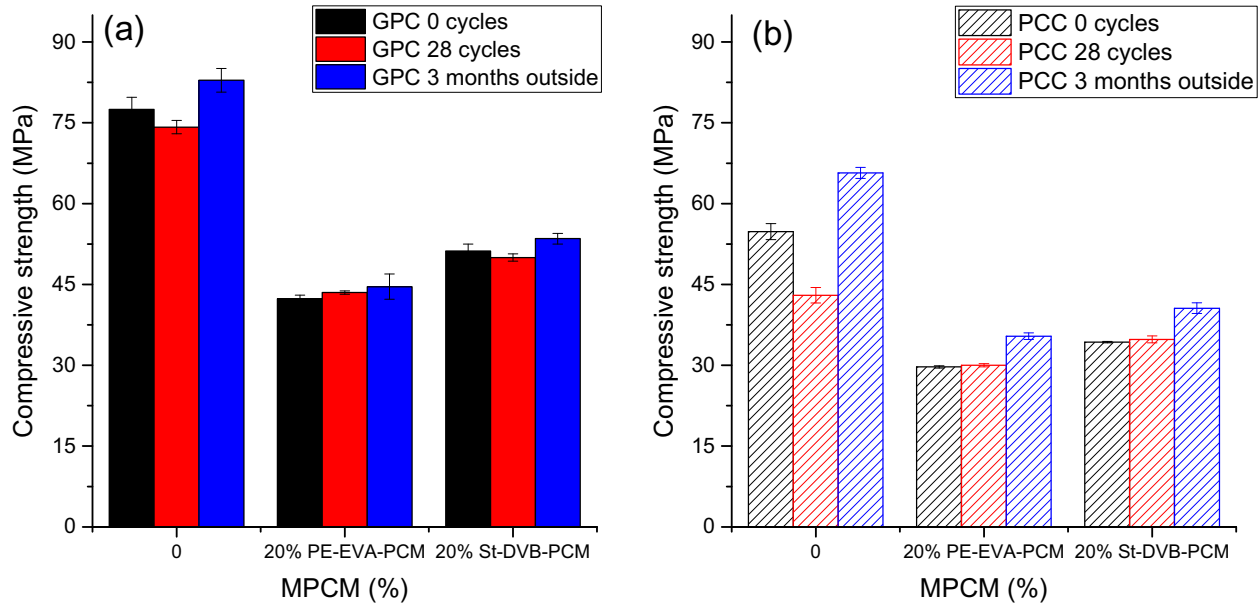 (a)
GPC 0 cycles
GPC 28 cycles
GPC 3 months outside
Compressive strength (MPa)
90
75
60
45
30
15
0
0
20% PE-EVA-PCM
20% St-DVB-PCM
MPCM (%)
(b)
PCC 0 cycles
PCC 28 cycles
PCC 3 months outside
Compressive strength (MPa)
90
75
60
45
30
15
0
0
20% PE-EVA-PCM
20% St-DVB-PCM
MPCM (%)